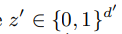 z′ ∈ {0, 1}^{d′}